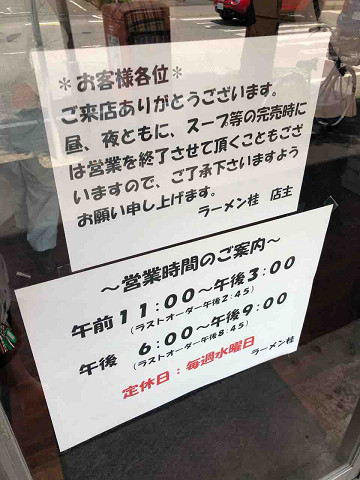 ＊お客様各位＊
ご来店ありがとうございます。
昼、夜ともに、スープ等の完売時に
は営業を終了させて頂くこともござ
いますので、ご了承下さいますよう
お願い申し上げます。
ラーメン桂　店主
～営業時間のご案内～
午前１１：００～午後３：００
（ラストオーダー午後２：４５）
午後　６：００～午後９：００
（ラストオーダー午後８：４５）
定休日：毎週水曜日
ラーメン桂